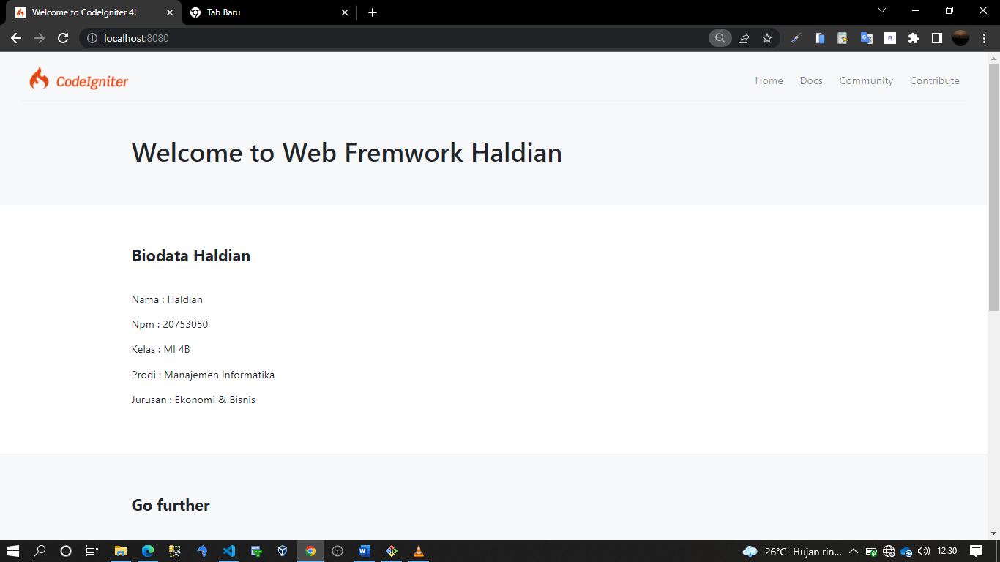 Welcome to CodeIgniter 4!
Tab Baru
localhost:8080
CodeIgniter
Home Docs Community Contribute
Welcome to Web Fremwork Haldian
Biodata Haldian
Nama : Haldian
Npm : 20753050
Kelas : MI 4B
Prodi : Manajemen Informatika
Jurusan : Ekonomi & Bisnis
Go further
26°C Hujan rin... 12.30